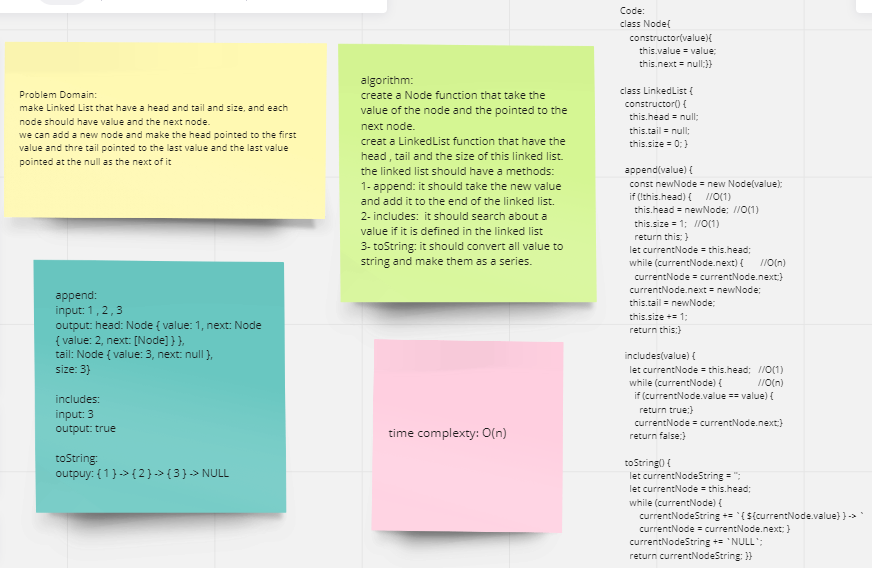 Problem Domain:
make Linked List that have a head and tail and size, and each
node should have value and the next node.
we can add a new node and make the head pointed to the first
value and thre tail pointed to the last value and the last value
pointed at the null as the next of it
algorithm:
create a Node function that take the
value of the node and the pointed to the
next node.
creat a LinkedList function that have the
head , tail and the size of this linked list.
the linked list should have a methods:
1- append: it should take the new value
and add it to the end of the linked list.
2- includes: it should search about a
value if it is defined in the linked list
3- toString: it should convert all value to
string and make them as a series.
append:
input: 1 , 2 , 3
output: head: Node { value: 1, next: Node
{ value: 2, next: [Node] } },
tail: Node { value: 3, next: null },
size: 3}
includes:
input: 3
output: true
toString:
outpuy: { 1 } -> { 2 } -> { 3 } -> NULL
time complexty: O(n)
Code:
class Node{
constructor(value){
this.value = value;
this.next = null;}}
class LinkedList {
constructor() {
this.head = null;
this.tail = null;
this.size = 0; }
append(value) {
const newNode = new Node(value);
if (!this.head) { //O(1)
this.head = newNode; //O(1)
this.size = 1; //O(1)
return this; }
let currentNode = this.head;
while (currentNode.next) { //O(n)
currentNode = currentNode.next;}
currentNode.next = newNode;
this.tail = newNode;
this.size += 1;
return this;}
includes(value) {
let currentNode = this.head; //O(1)
while (currentNode) { //O(n)
if (currentNode.value == value) {
return true;}
currentNode = currentNode.next;}
return false;}
toString() {
let currentNodeString = '';
let currentNode = this.head;
while (currentNode) {
currentNodeString += `{ ${currentNode.value} } -> `
currentNode = currentNode.next; }
currentNodeString += `NULL`;
return currentNodeString; }}